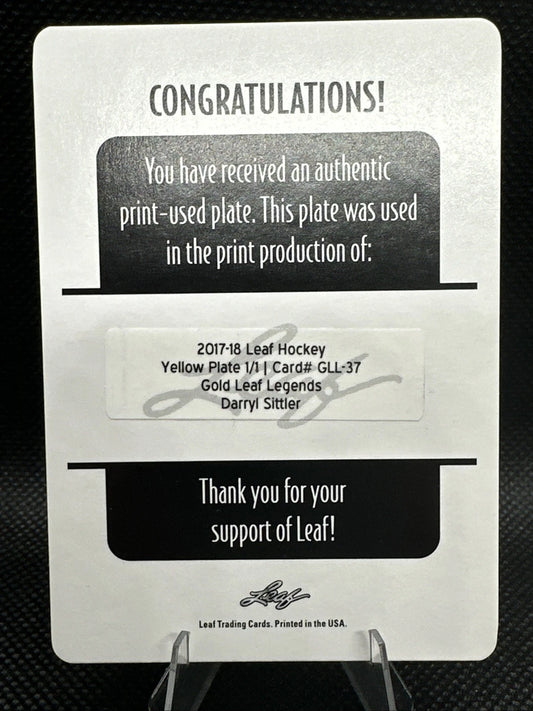 CONGRATULATIONS!
You have received an authentic
print-used plate. This plate was used
in the print production of:
2017-18 Leaf Hockey
Yellow Plate 1/1 | Card# GLL-37
Gold Leaf Legends
Darryl Sittler
Thank you for your
support of Leaf!
Leaf
Leaf Trading Cards. Printed in the USA.